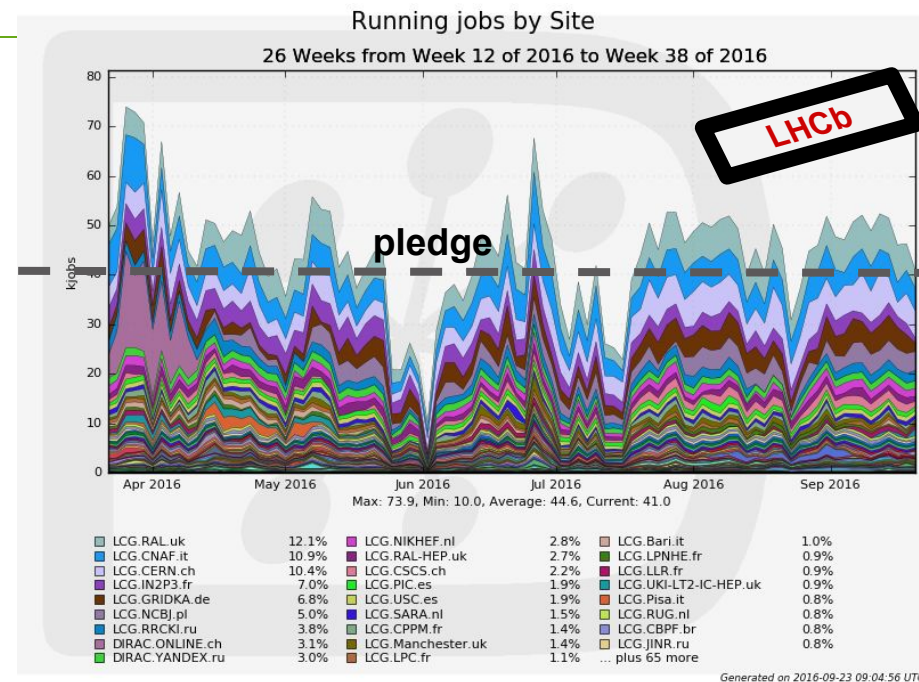 Running jobs by Site
26 Weeks from Week 12 of 2016 to Week 38 of 2016
LHCb
pledge
kjobs
80
70
60
50
40
30
20
10
0
Apr 2016 May 2016 Jun 2016 Jul 2016 Aug 2016 Sep 2016
Max: 73.9, Min: 10.0, Average: 44.6, Current: 41.0
LCG.RAL.uk 12.1% LCG.NIKHEF.nl 2.8% LCG.Bari.it 1.0%
LCG.CNAF.it 10.9% LCG.RAL-HEP.uk 2.7% LCG.LPNHE.fr 0.9%
LCG.CERN.ch 10.4% LCG.CSCS.ch 2.2% LCG.LLR.fr 0.9%
LCG.IN2P3.fr 7.0% LCG.PIC.es 1.9% LCG.UKI-LT2-IC-HEP.uk 0.9%
LCG.GRIDKA.de 6.8% LCG.USC.es 1.9% LCG.Pisa.it 0.8%
LCG.NCBJ.pl 5.0% LCG.SARA.nl 1.5% LCG.RUG.nl 0.8%
LCG.RRCKI.ru 3.8% LCG.CPPM.fr 1.4% LCG.CBPF.br 0.8%
DIRAC.ONLINE.ch 3.1% LCG.Manchester.uk 1.4% LCG.JINR.ru 0.8%
DIRAC.YANDEX.ru 3.0% LCG.LPC.fr 1.1% ... plus 65 more
Generated on 2016-09-23 09:04:56 UT